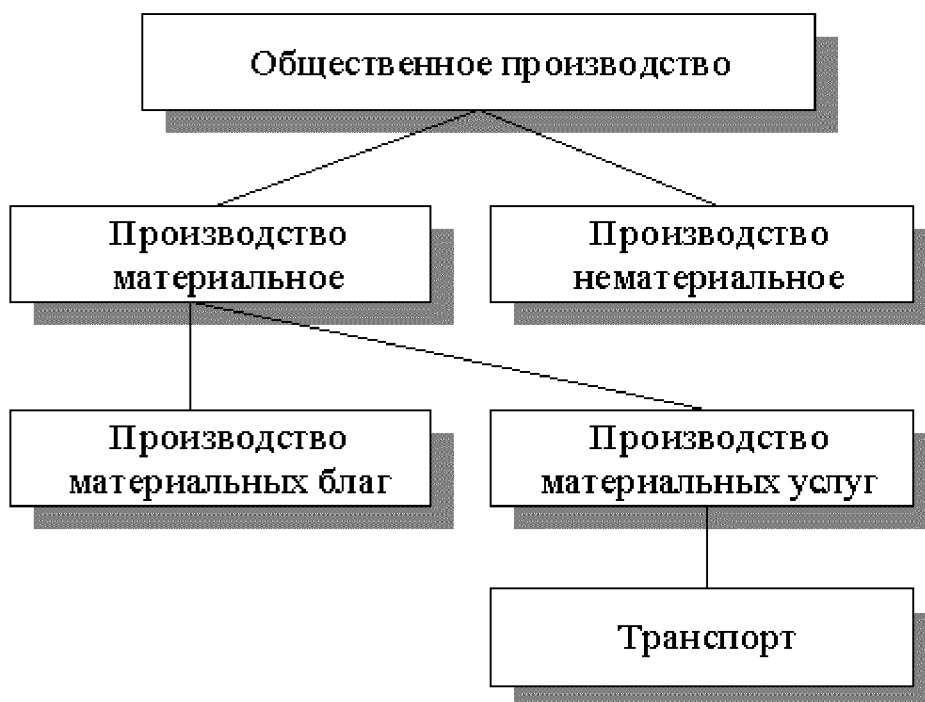 Общественное производство
Производство
материальное
Производство
нематериальное
Производство
материальных благ
Производство
материальных услуг
Транспорт